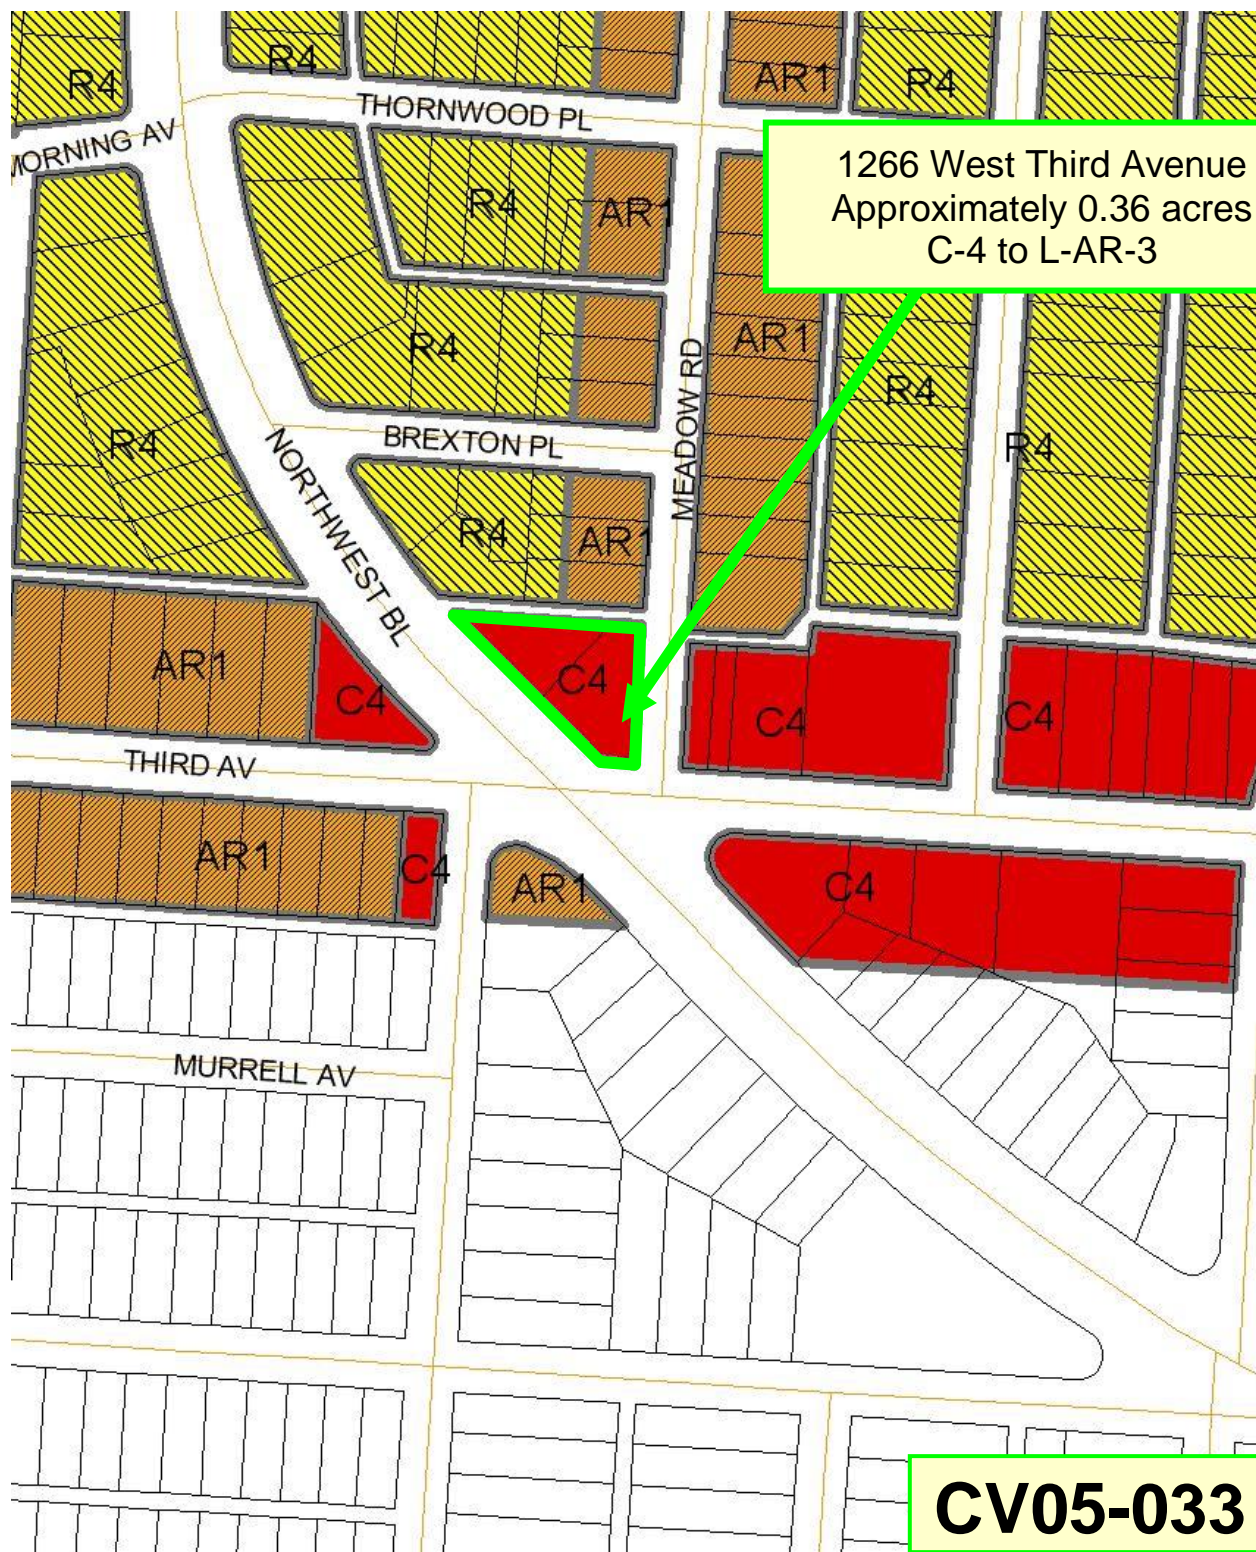 R4
R4
AR1
R4
THORNWOOD PL
MORNING AV
1266 West Third Avenue
Approximately 0.36 acres
C-4 to L-AR-3
R4
AR1
R4
AR1
R4
MEADOW RD
R4
R4
BREXTON PL
NORTHWEST BL
R4
AR1
AR1
C4
C4
C4
C4
THIRD AV
AR1
C4
AR1
C4
MURRELL AV
CV05-033